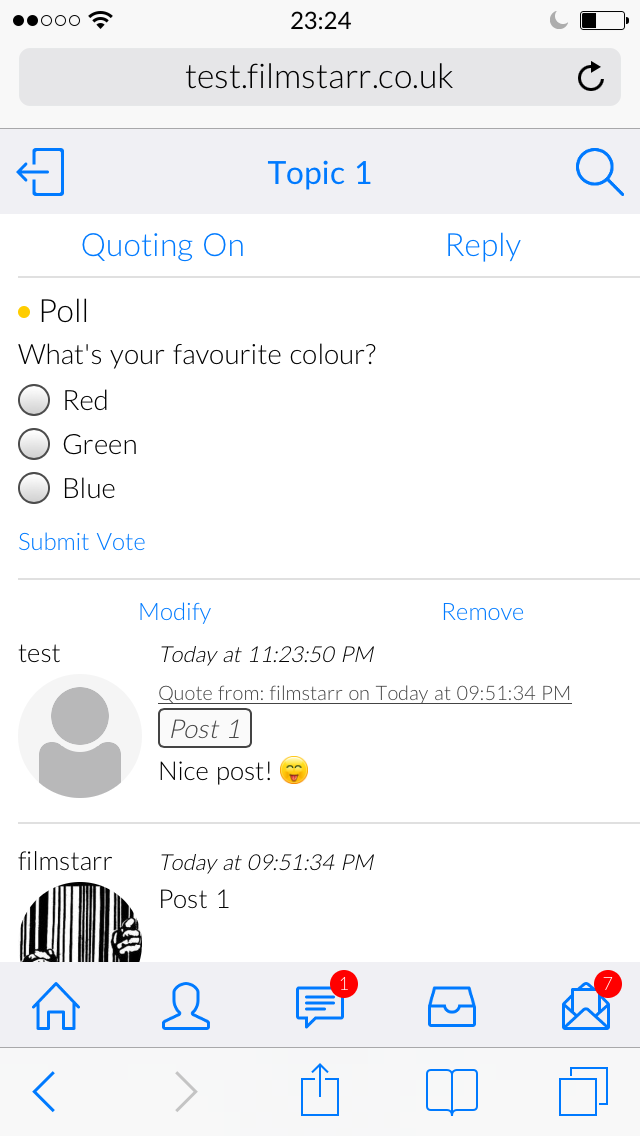 23:24
test.filmstarr.co.uk
Topic 1
Quoting On Reply
Poll
What's your favourite colour?
Red
Green
Blue
Submit Vote
Modify Remove
test Today at 11:23:50 PM
Quote from: filmstarr on Today at 09:51:34 PM
Post 1
Nice post!
filmstarr Today at 09:51:34 PM
Post 1
1 7